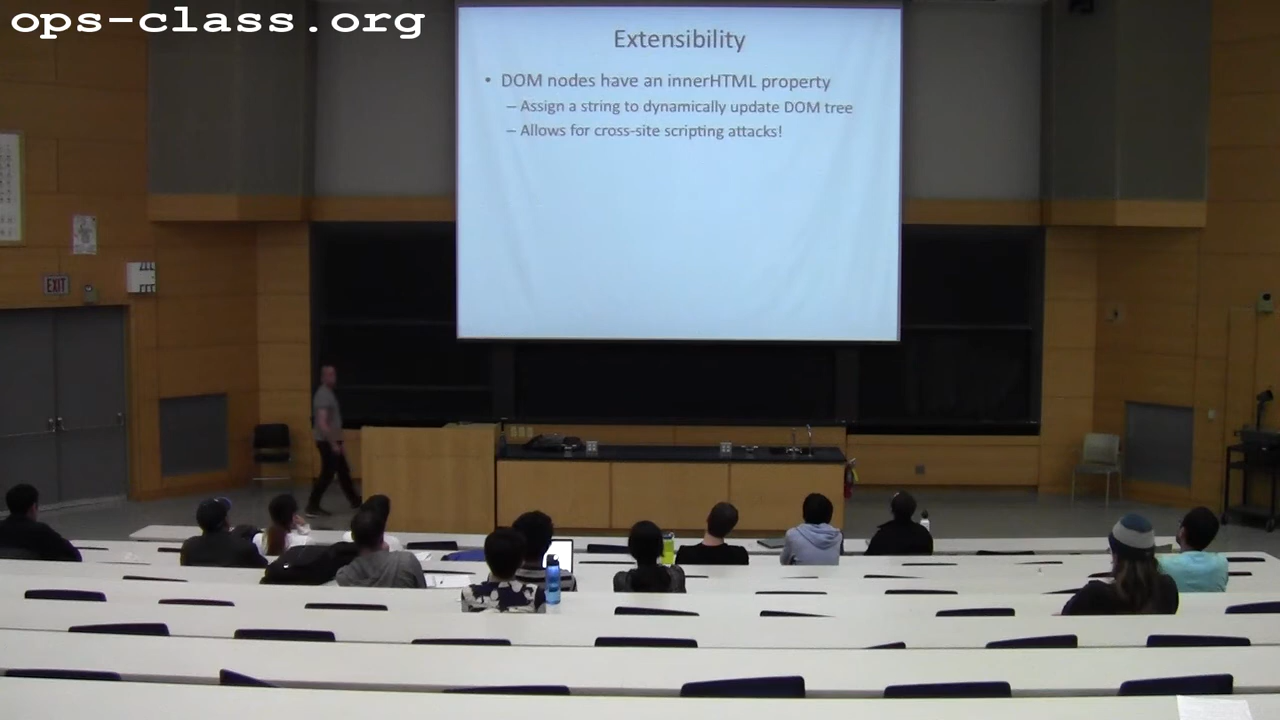 ops-class.org
Extensibility
• DOM nodes have an innerHTML property
– Assign a string to dynamically update DOM tree
– Allows for cross-site scripting attacks!
EXIT